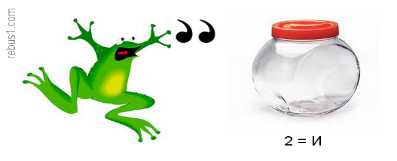 rebus1.com
,,
2 = И